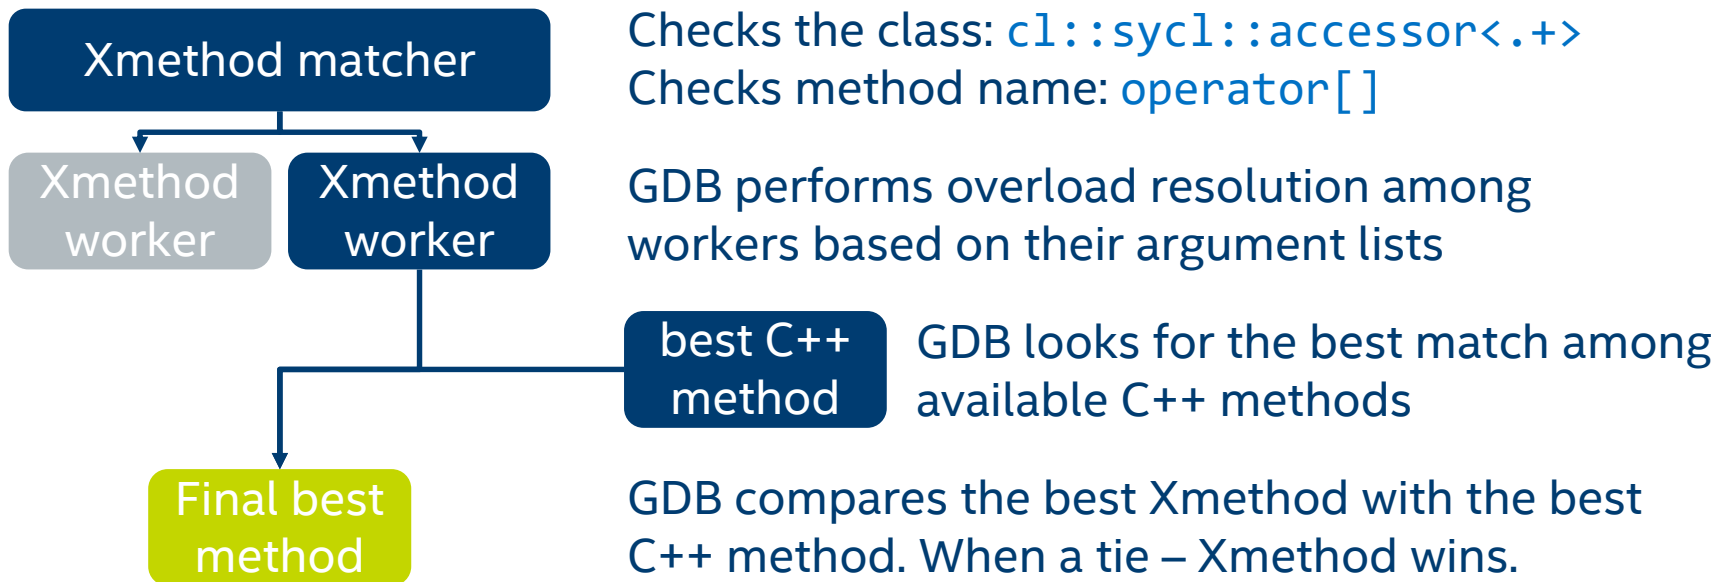 Xmethod matcher
Checks the class: cl::sycl::accessor<.+>
Checks method name: operator[]
Xmethod
worker
Xmethod
worker
GDB performs overload resolution among
workers based on their argument lists
best C++
method
GDB looks for the best match among
available C++ methods
Final best
method
GDB compares the best Xmethod with the best
C++ method. When a tie – Xmethod wins.